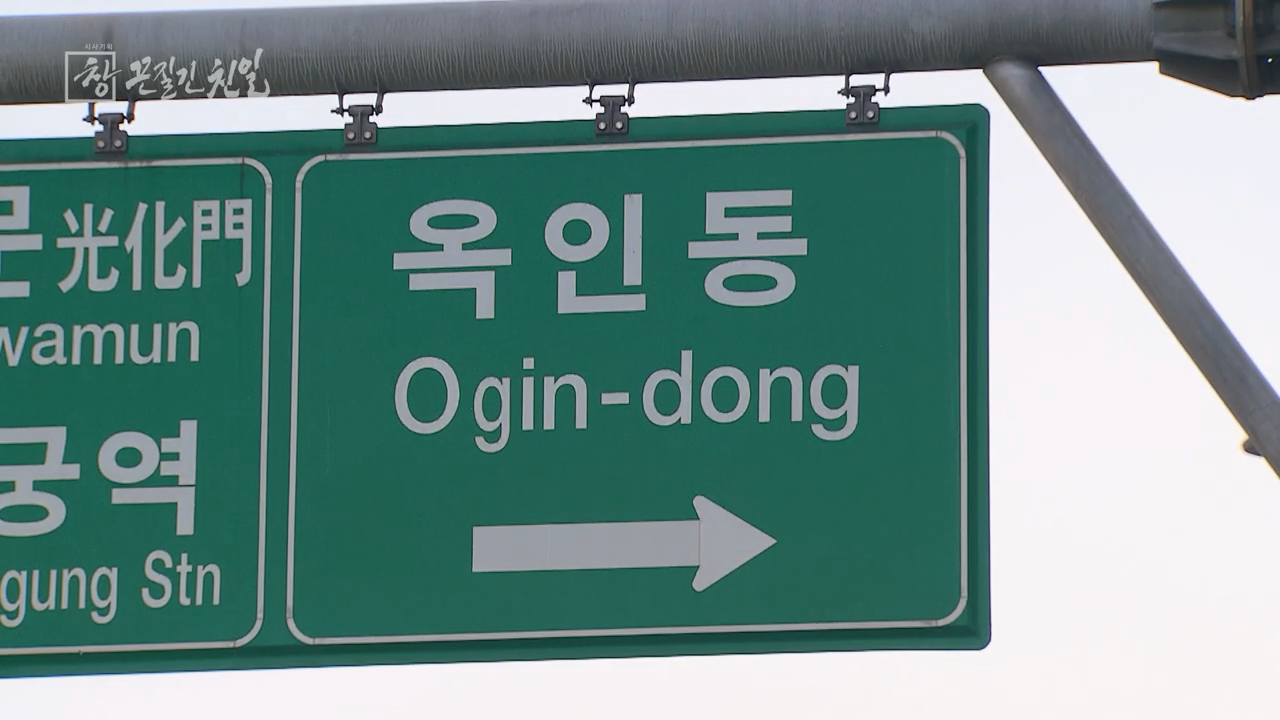 시사기획
창 끈질긴 친일
문 光化門
wamun
궁역
gung Stn
옥인동
Ogin-dong